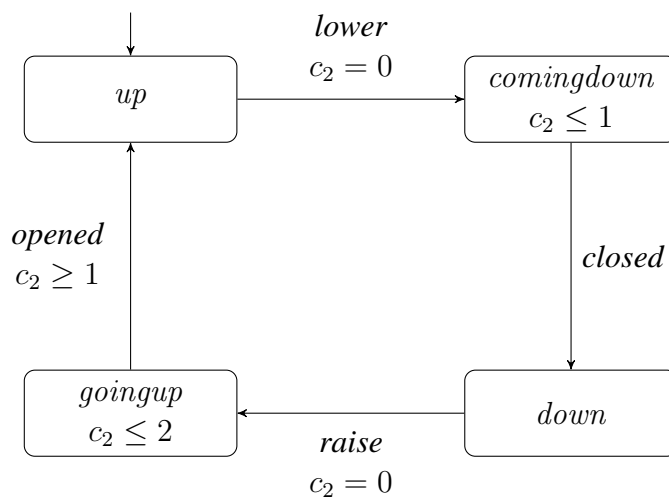 lower
c₂ = 0
up
comingdown
c₂ ≤ 1
opened
c₂ ≥ 1
closed
goingup
c₂ ≤ 2
down
raise
c₂ = 0